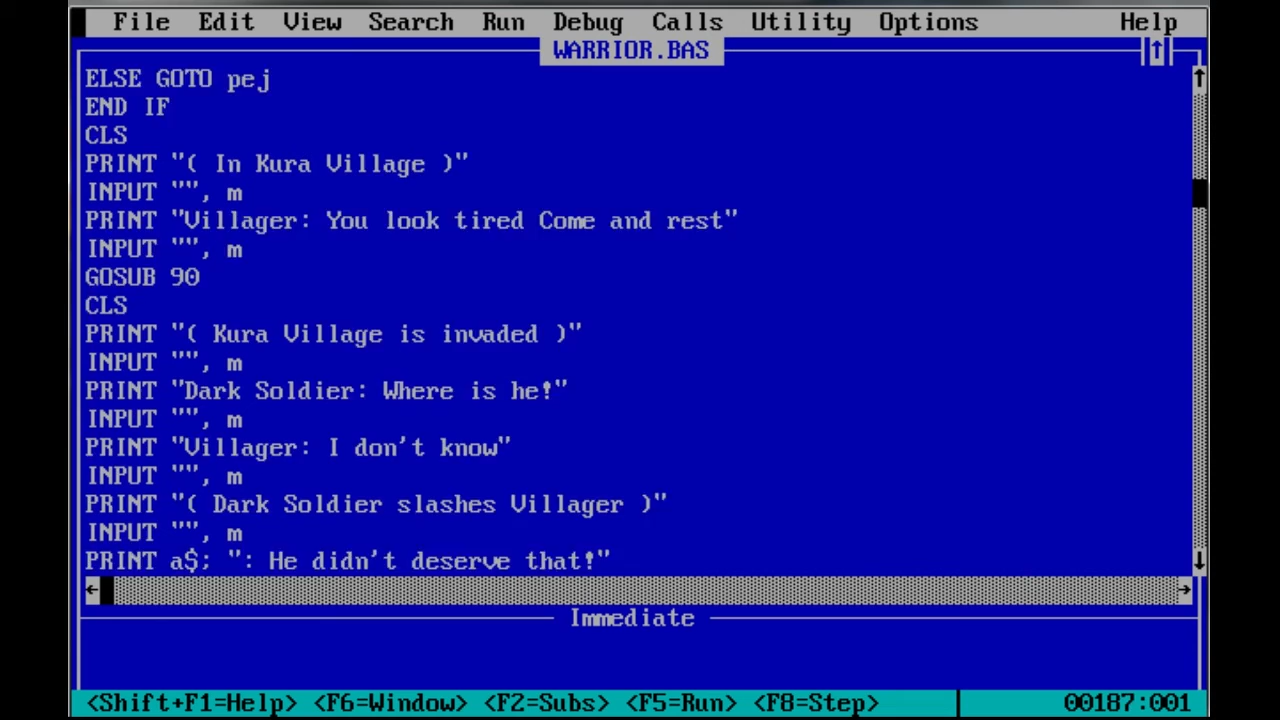 File Edit View Search Run Debug Calls Utility Options Help
WARRIOR.BAS
ELSE GOTO pej
END IF
CLS
PRINT "( In Kura Village )"
INPUT "", m
PRINT "Villager: You look tired Come and rest"
INPUT "", m
GOSUB 90
CLS
PRINT "( Kura Village is invaded )"
INPUT "", m
PRINT "Dark Soldier: Where is he!"
INPUT "", m
PRINT "Villager: I don't know"
INPUT "", m
PRINT "( Dark Soldier slashes Villager )"
INPUT "", m
PRINT a$; ": He didn't deserve that!"
Immediate
<Shift+F1=Help> <F6=Window> <F2=Subs> <F5=Run> <F8=Step> 00187:001